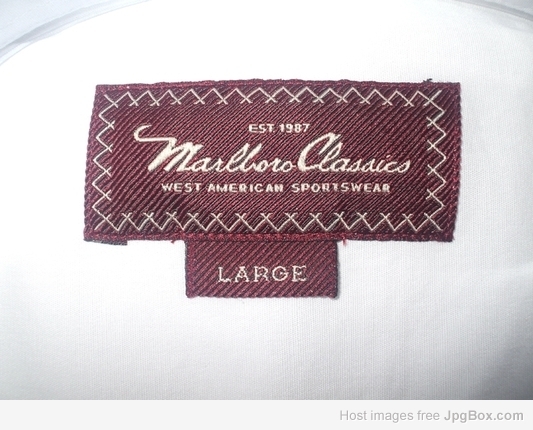 EST. 1987
Marlboro Classics
WEST AMERICAN SPORTSWEAR
LARGE
Host images free JpgBox.com